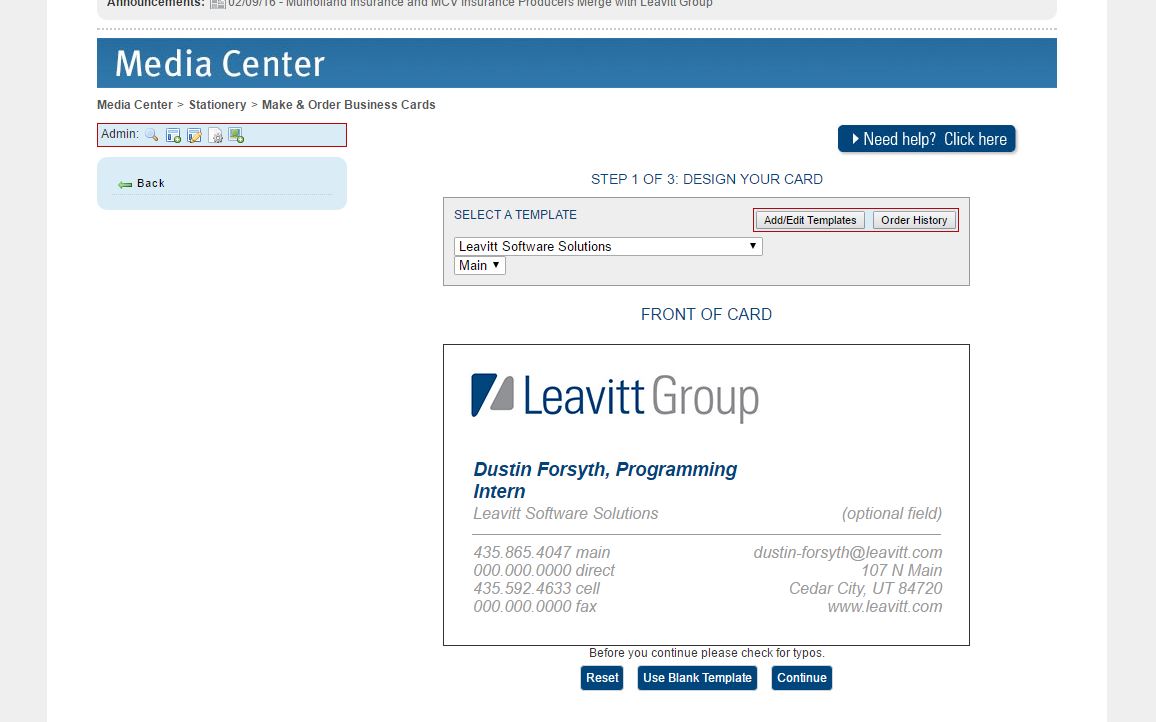 Announcements: 02/09/16 - Mulholland Insurance and MCV Insurance Producers Merge with Leavitt Group
Media Center
Media Center > Stationery > Make & Order Business Cards
Admin:
Need help? Click here
Back
STEP 1 OF 3: DESIGN YOUR CARD
SELECT A TEMPLATE
Add/Edit Templates Order History
Leavitt Software Solutions
Main
FRONT OF CARD
Leavitt Group
Dustin Forsyth, Programming
Intern
Leavitt Software Solutions (optional field)
435.865.4047 main dustin-forsyth@leavitt.com
000.000.0000 direct 107 N Main
435.592.4633 cell Cedar City, UT 84720
000.000.0000 fax www.leavitt.com
Before you continue please check for typos.
Reset Use Blank Template Continue